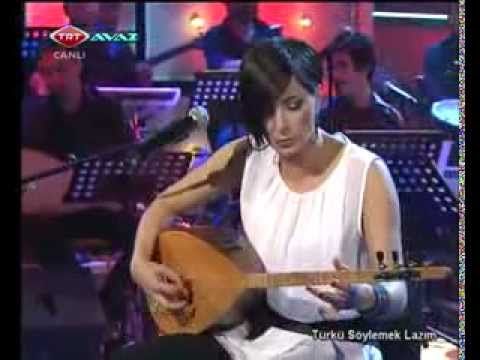 TRT AVAZ
CANLI
Türkü Söylemek Lazım